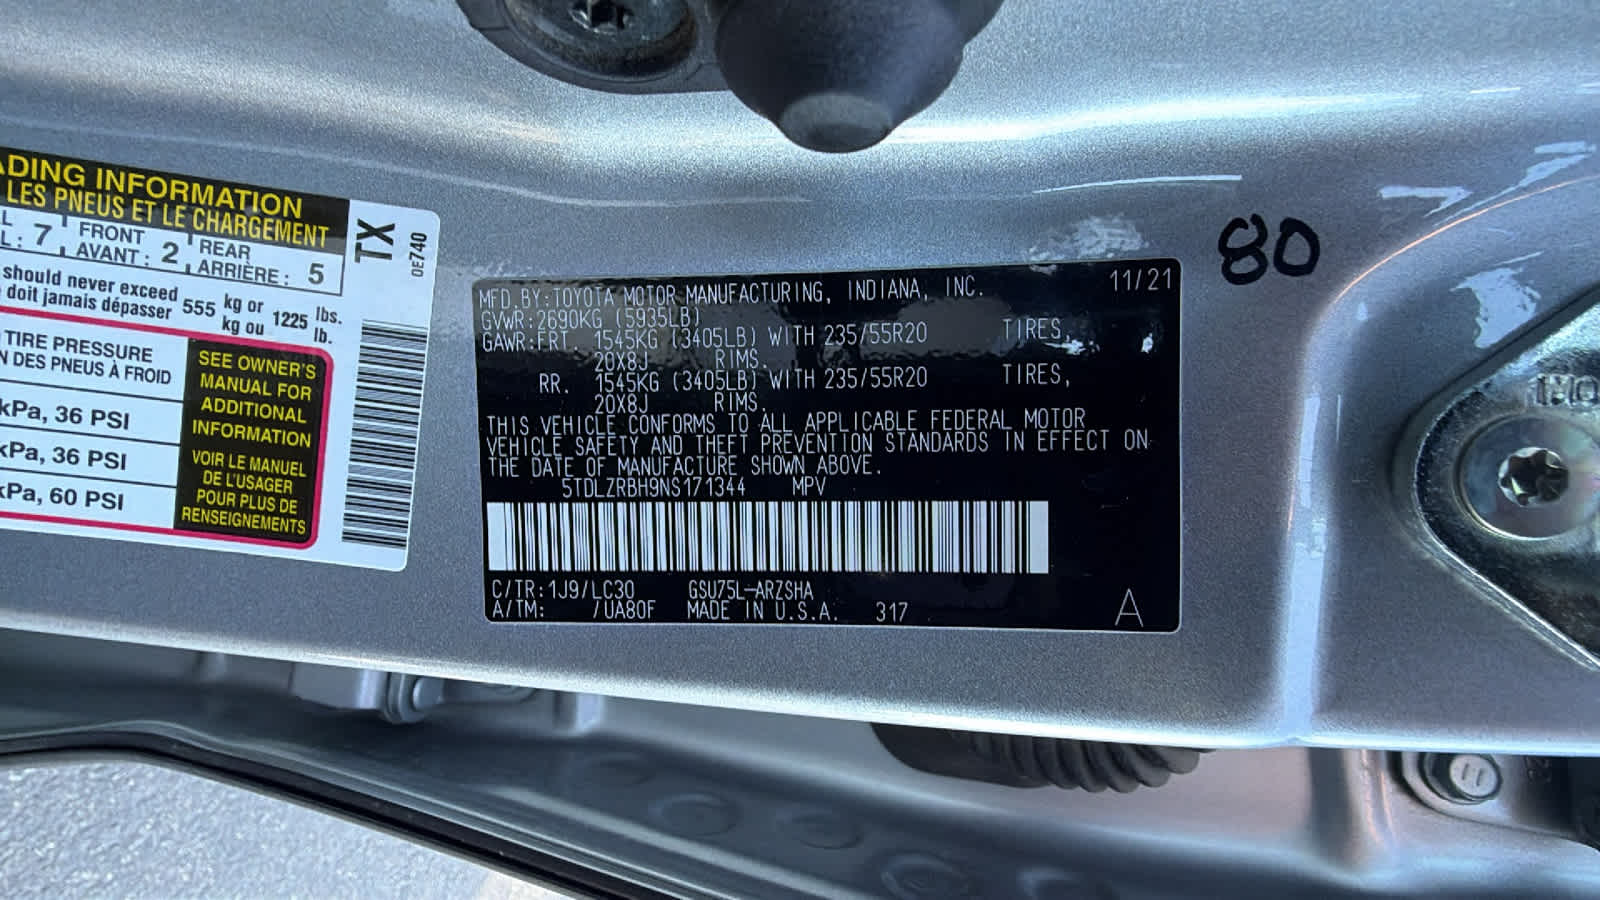 ADING INFORMATION
LES PNEUS ET LE CHARGEMENT
L : 7 FRONT AVANT : 2 REAR ARRIÈRE : 5
should never exceed
doit jamais dépasser 555 kg or kg ou 1225 lbs. lb.
TIRE PRESSURE
DES PNEUS À FROID
kPa, 36 PSI
kPa, 36 PSI
kPa, 60 PSI
SEE OWNER'S
MANUAL FOR
ADDITIONAL
INFORMATION
VOIR LE MANUEL
DE L'USAGER
POUR PLUS DE
RENSEIGNEMENTS
TX
0E740
MFD.BY:TOYOTA MOTOR MANUFACTURING, INDIANA, INC. 11/21
GVWR:2690KG (5935LB)
GAWR:FRT. 1545KG (3405LB) WITH 235/55R20 TIRES,
20X8J RIMS.
RR. 1545KG (3405LB) WITH 235/55R20 TIRES,
20X8J RIMS.
THIS VEHICLE CONFORMS TO ALL APPLICABLE FEDERAL MOTOR
VEHICLE SAFETY AND THEFT PREVENTION STANDARDS IN EFFECT ON
THE DATE OF MANUFACTURE SHOWN ABOVE.
5TDLZRBH9NS171344 MPV
C/TR:1J9/LC30 GSU75L-ARZSHA
A/TM: /UA80F MADE IN U.S.A. 317
A
80